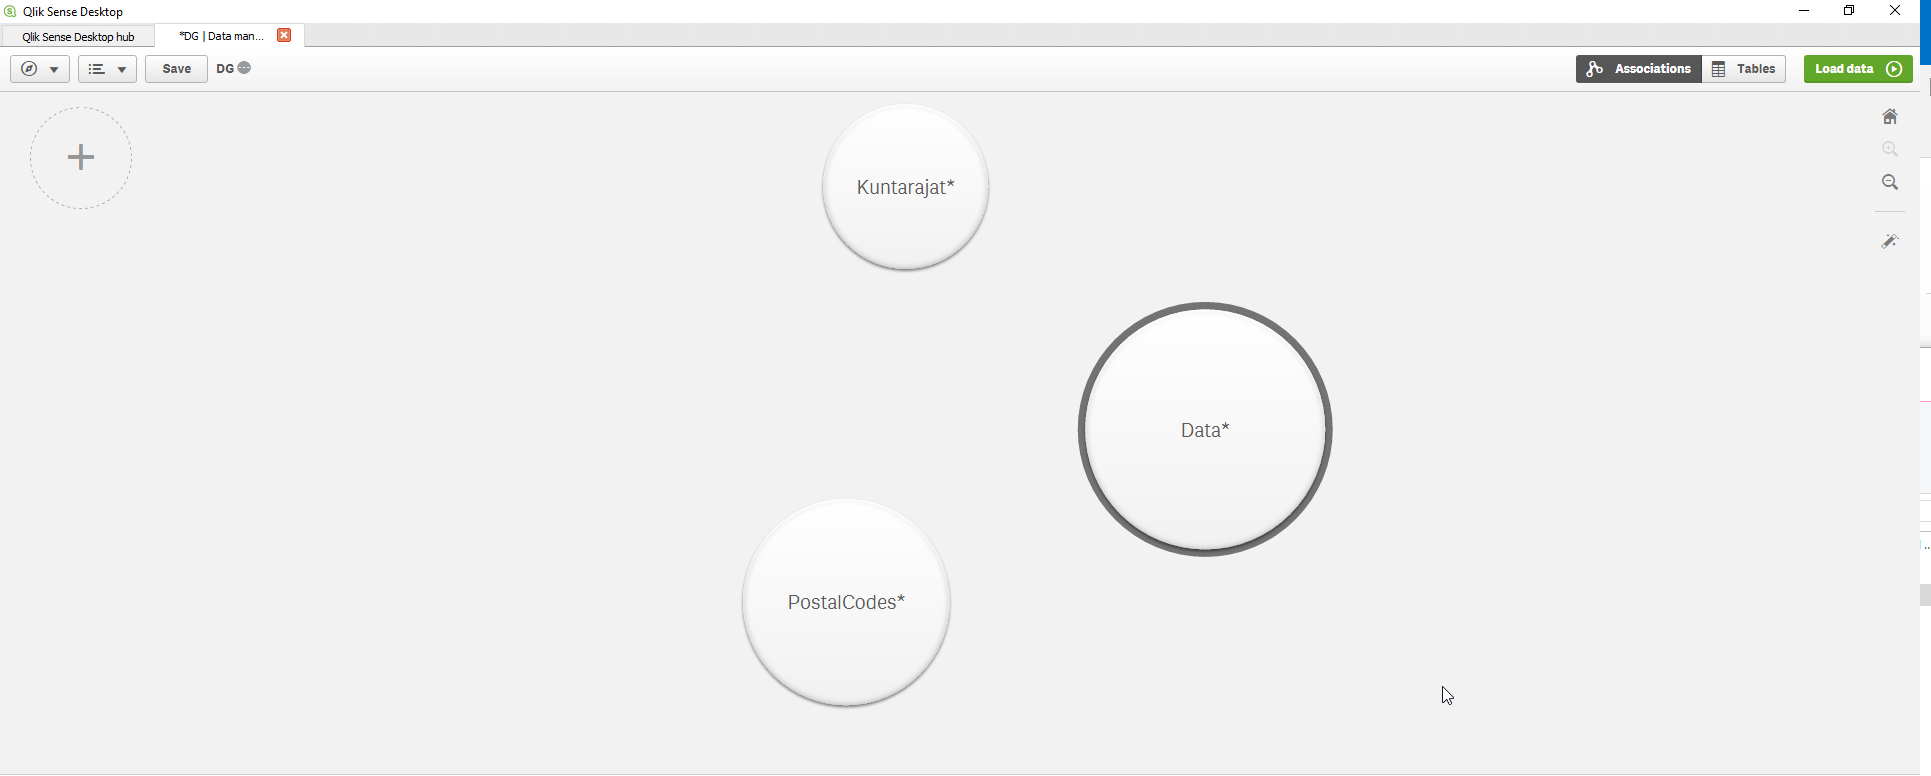 Qlik Sense Desktop
Qlik Sense Desktop hub
*DG | Data man...
Save
DG
Associations
Tables
Load data
Kuntarajat*
Data*
PostalCodes*